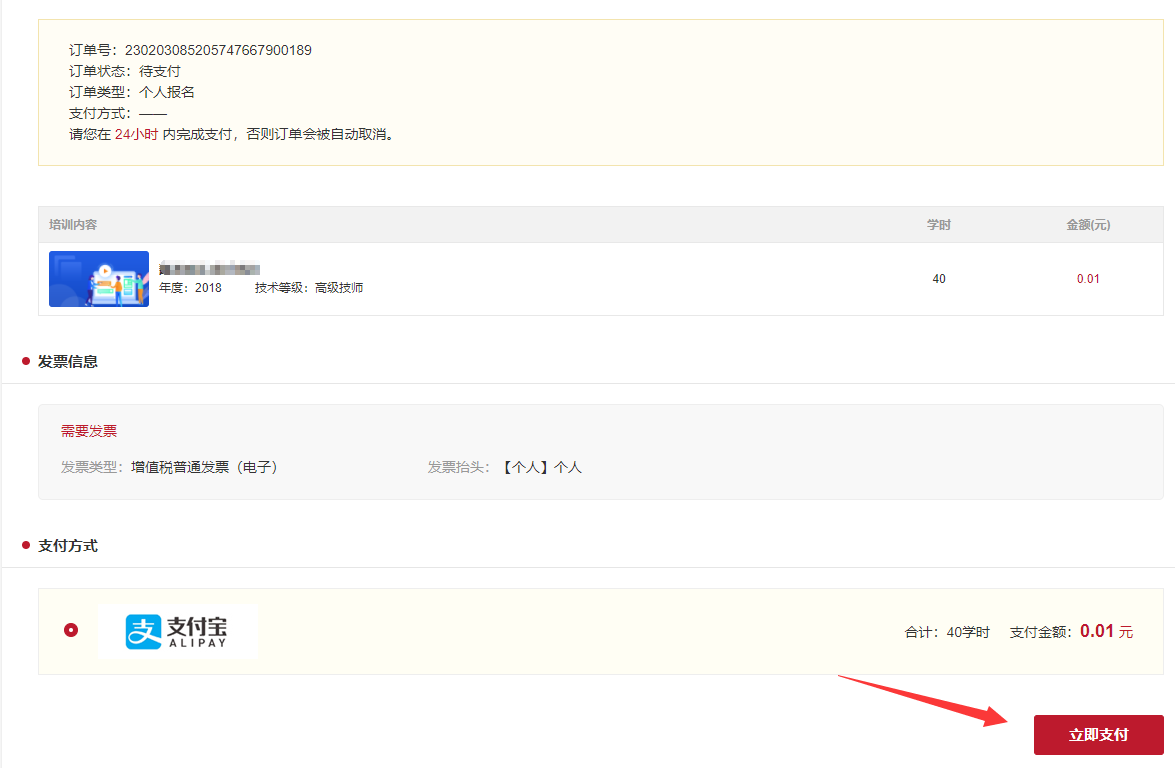 订单号：230203085205747667900189
订单状态：待支付
订单类型：个人报名
支付方式：——
请您在 24小时 内完成支付，否则订单会被自动取消。
培训内容 学时 金额(元)
年度：2018 技术等级：高级技师 40 0.01
发票信息
需要发票
发票类型：增值税普通发票（电子） 发票抬头：【个人】个人
支付方式
支付宝
ALIPAY
合计：40学时 支付金额：0.01 元
立即支付